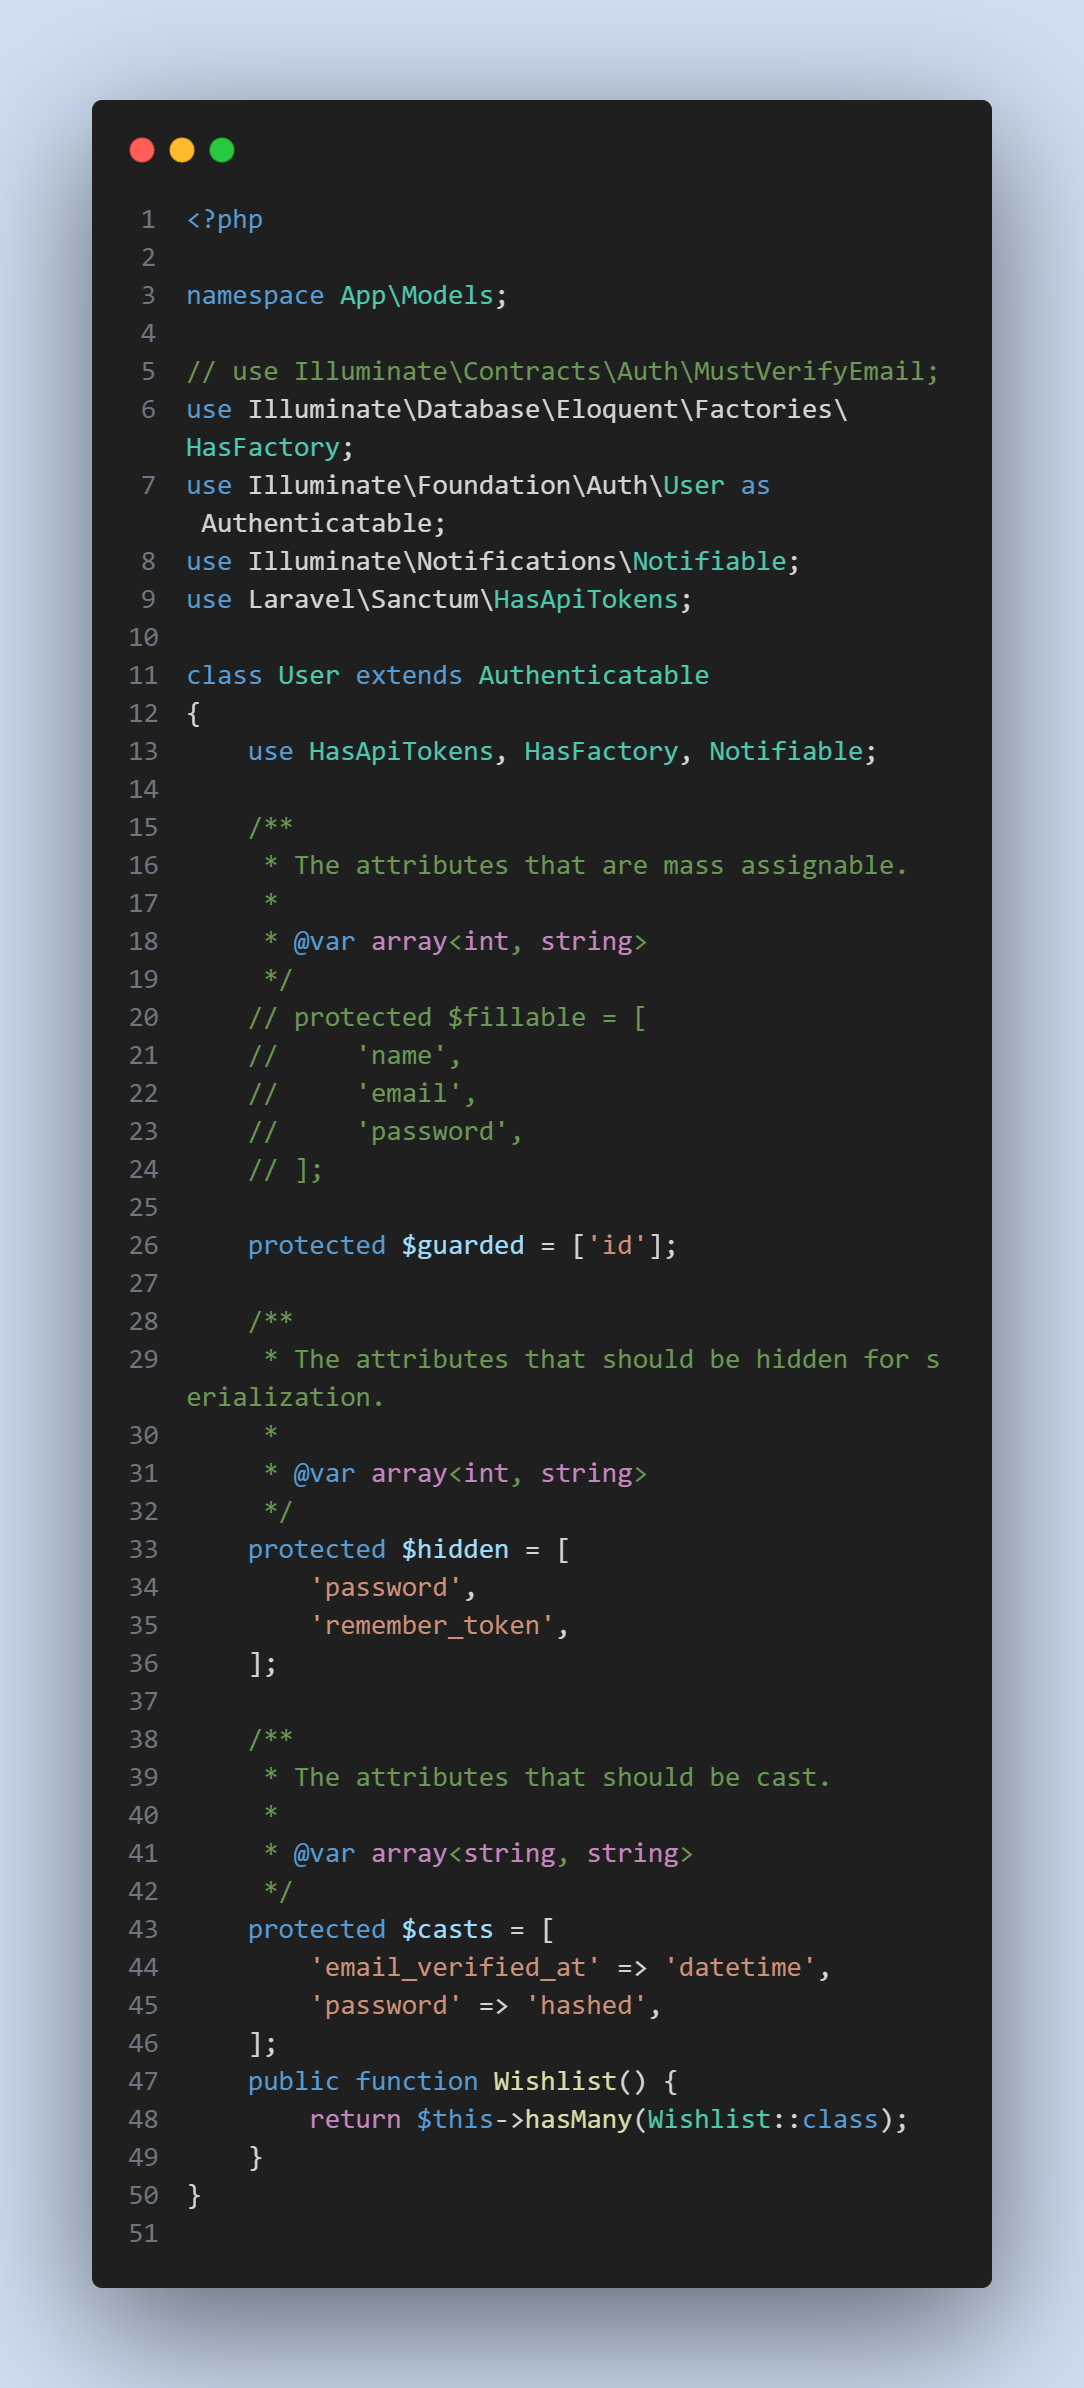 1 <?php
2
3 namespace App\Models;
4
5 // use Illuminate\Contracts\Auth\MustVerifyEmail;
6 use Illuminate\Database\Eloquent\Factories\
HasFactory;
7 use Illuminate\Foundation\Auth\User as
 Authenticatable;
8 use Illuminate\Notifications\Notifiable;
9 use Laravel\Sanctum\HasApiTokens;
10
11 class User extends Authenticatable
12 {
13     use HasApiTokens, HasFactory, Notifiable;
14
15     /**
16      * The attributes that are mass assignable.
17      *
18      * @var array<int, string>
19      */
20     // protected $fillable = [
21     //     'name',
22     //     'email',
23     //     'password',
24     // ];
25
26     protected $guarded = ['id'];
27
28     /**
29      * The attributes that should be hidden for s
erialization.
30      *
31      * @var array<int, string>
32      */
33     protected $hidden = [
34         'password',
35         'remember_token',
36     ];
37
38     /**
39      * The attributes that should be cast.
40      *
41      * @var array<string, string>
42      */
43     protected $casts = [
44         'email_verified_at' => 'datetime',
45         'password' => 'hashed',
46     ];
47     public function Wishlist() {
48         return $this->hasMany(Wishlist::class);
49     }
50 }
51